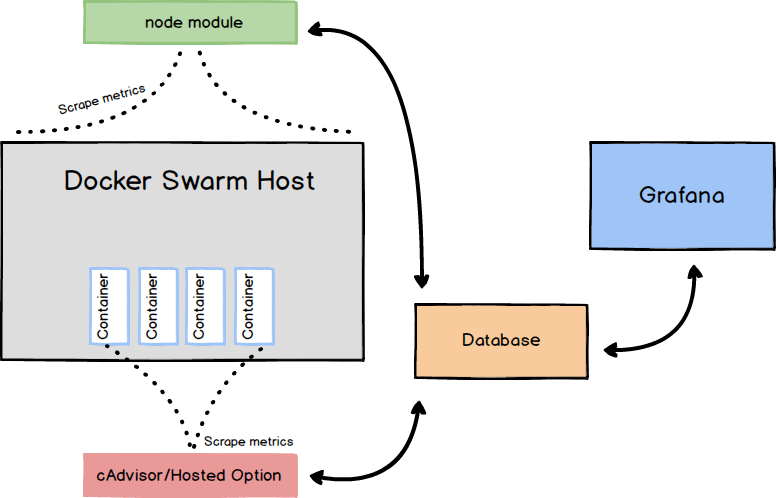 node module
Scrape metrics
Docker Swarm Host
Grafana
Container
Container
Container
Container
Database
Scrape metrics
cAdvisor/Hosted Option